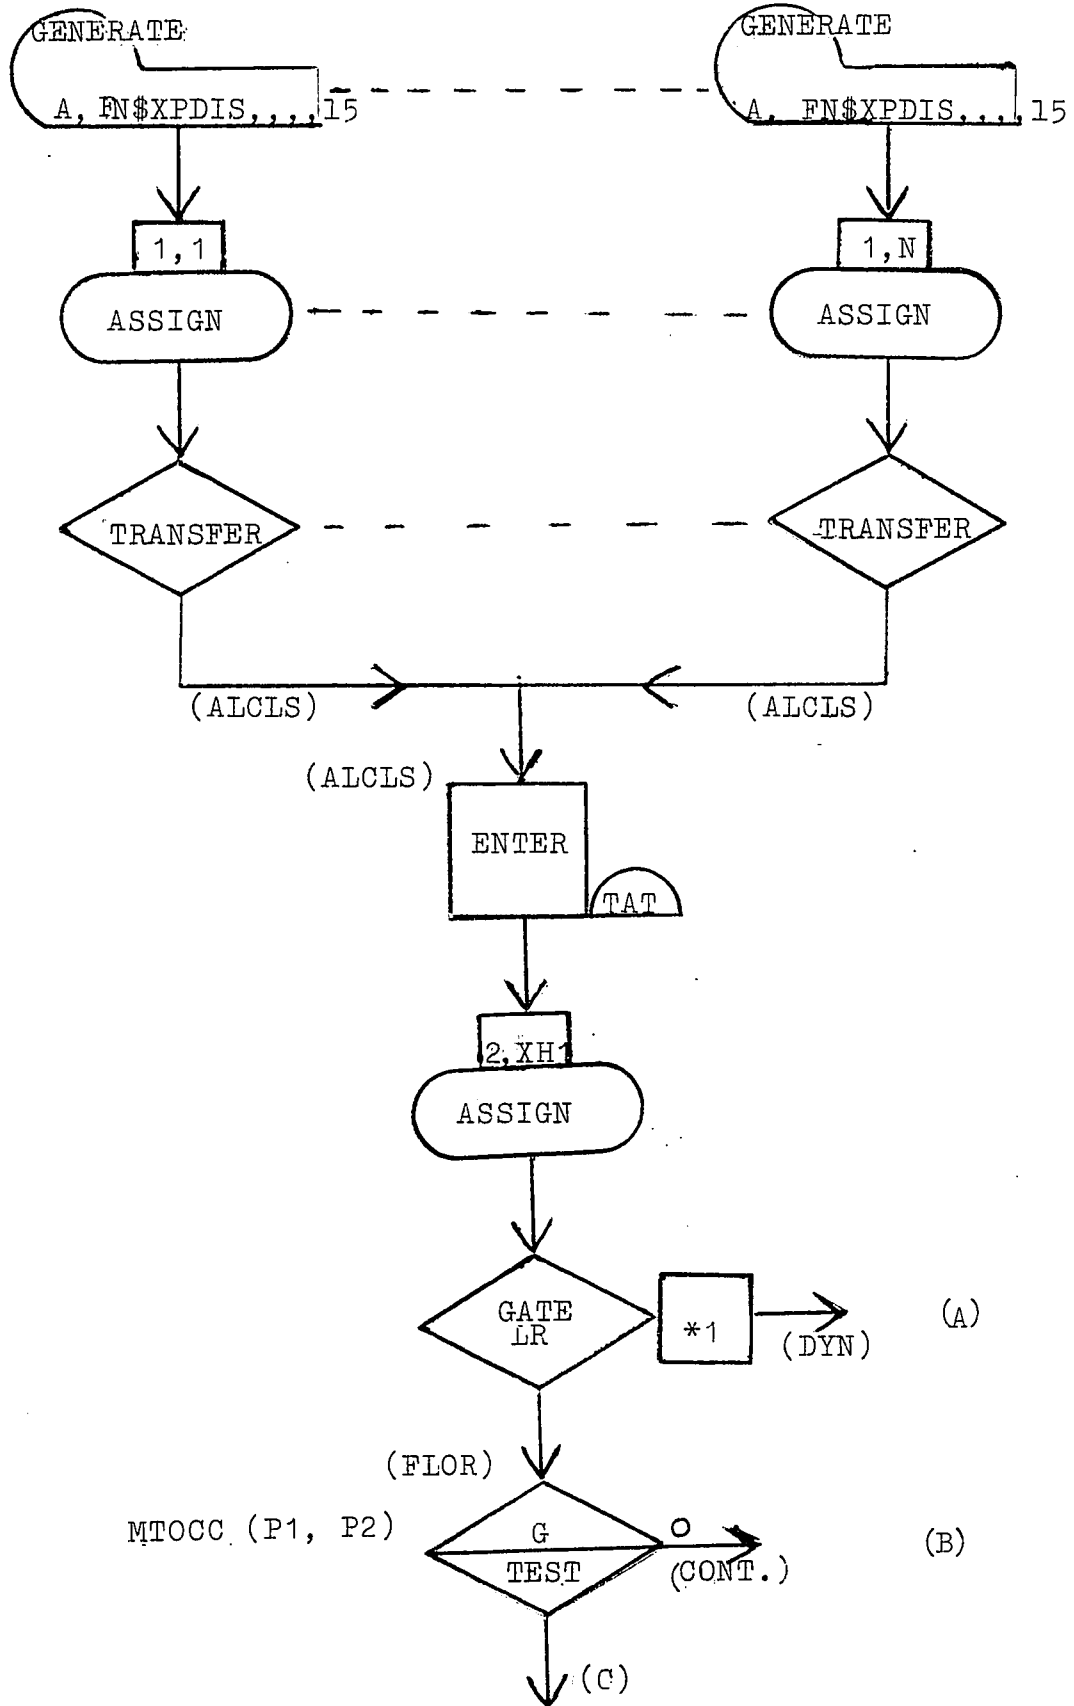 GENERATE GENERATE
A, FN$XPDIS,,,,15 A, FN$XPDIS,,,,15
1,1 1,N
ASSIGN ASSIGN
TRANSFER TRANSFER
(ALCLS) (ALCLS)
(ALCLS)
ENTER
TAT
2,XH1
ASSIGN
GATE
LR
*1
(DYN)
(A)
(FLOR)
MTOCC (P1, P2)
G
TEST
O
(CONT.)
(B)
(C)